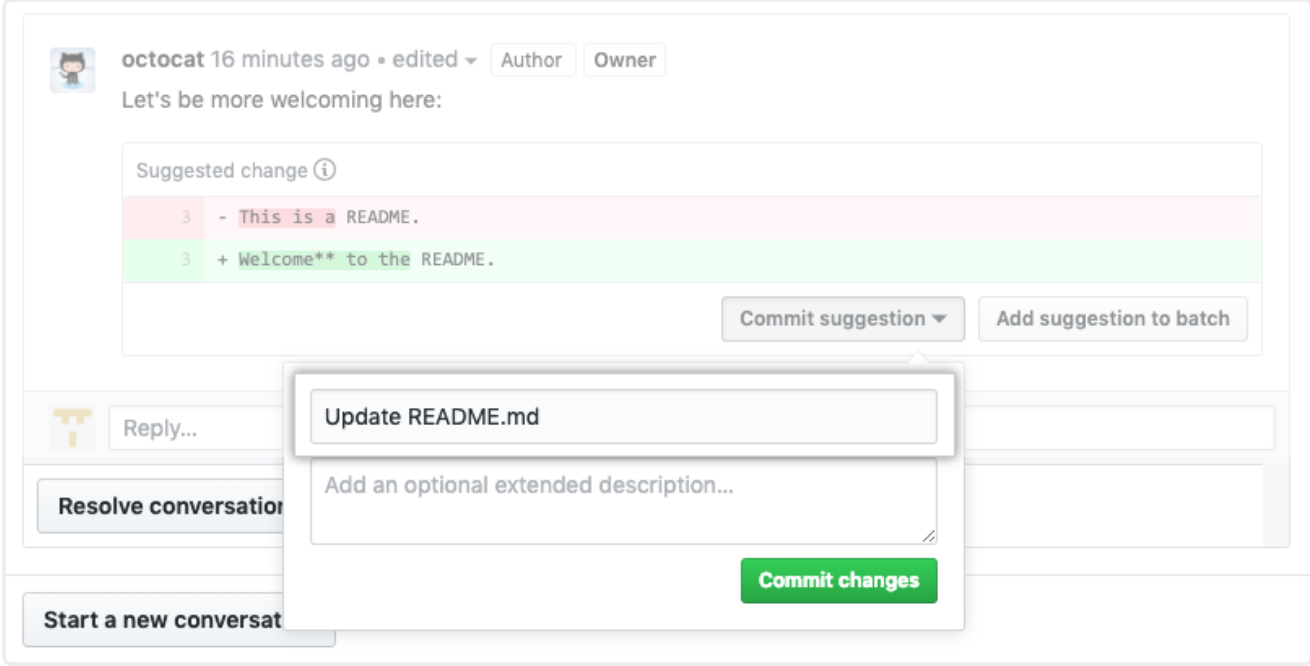 octocat 16 minutes ago • edited Author Owner
Let's be more welcoming here:
Suggested change
3 - This is a README.
3 + Welcome** to the README.
Commit suggestion Add suggestion to batch
Update README.md
Reply...
Add an optional extended description...
Resolve conversation
Commit changes
Start a new conversat